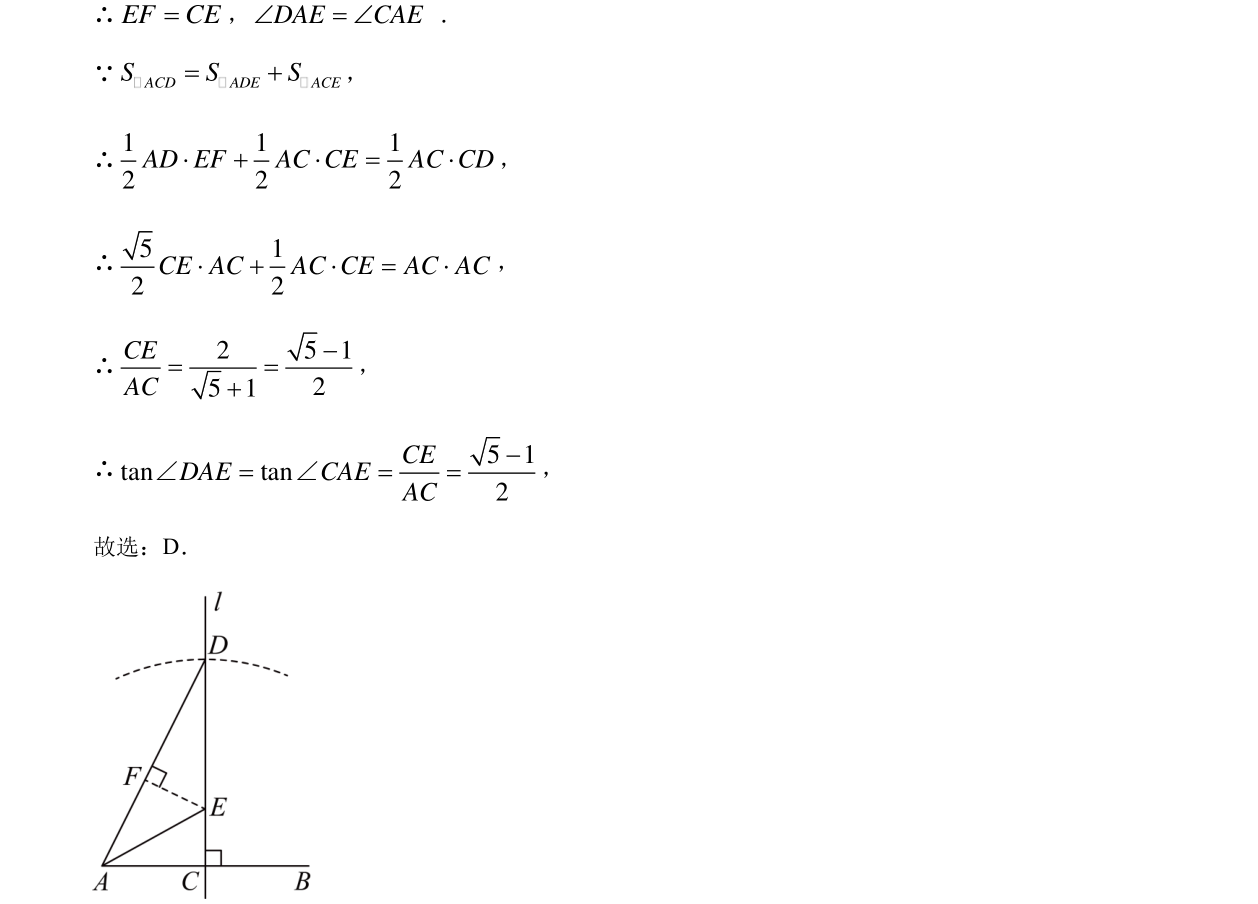 ∴ EF = CE，∠DAE = ∠CAE ．
∵ S□ACD = S□ADE + S□ACE，
∴ 1/2 AD · EF + 1/2 AC · CE = 1/2 AC · CD，
∴ √5/2 CE · AC + 1/2 AC · CE = AC · AC，
∴ CE/AC = 2/(√5+1) = (√5−1)/2，
∴ tan∠DAE = tan∠CAE = CE/AC = (√5−1)/2，
故选：D．
l
D
F
E
A
C
B